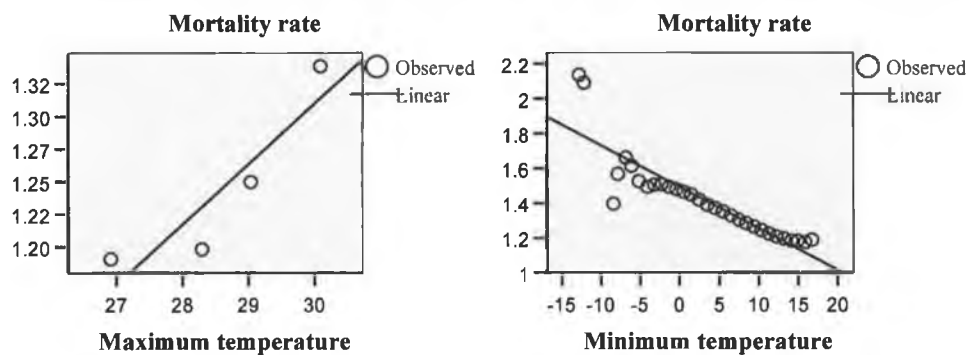 Mortality rate
1.32
1.30
1.27
1.25
1.22
1.20
27 28 29 30
Maximum temperature
Observed
Linear
Mortality rate
2.2
2
1.8
1.6
1.4
1.2
1
-15 -10 -5 0 5 10 15 20
Minimum temperature
Observed
Linear